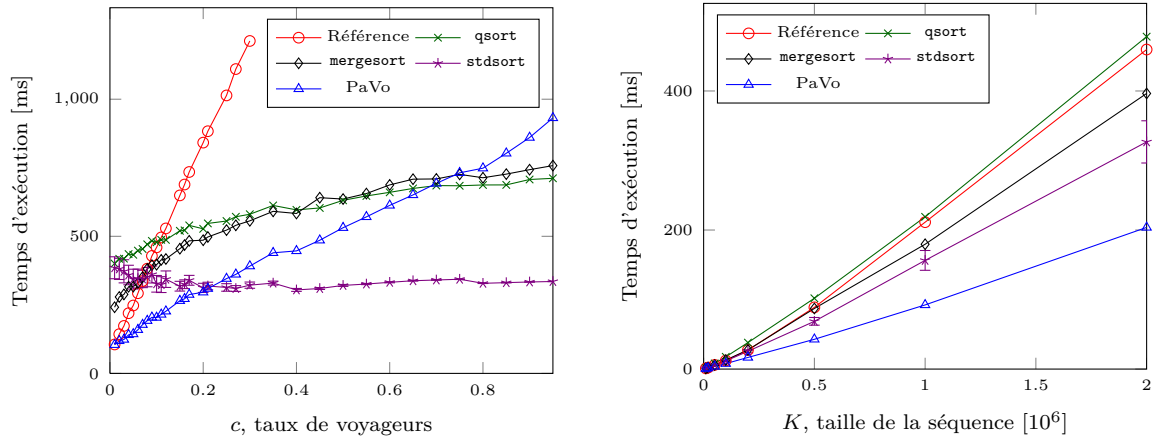 Référence qsort
mergesort stdsort
PaVo
1,000
500
0
0 0.2 0.4 0.6 0.8
Temps d'exécution [ms]
c, taux de voyageurs
Référence qsort
mergesort stdsort
PaVo
400
200
0
0 0.5 1 1.5 2
Temps d'exécution [ms]
K, taille de la séquence [10⁶]